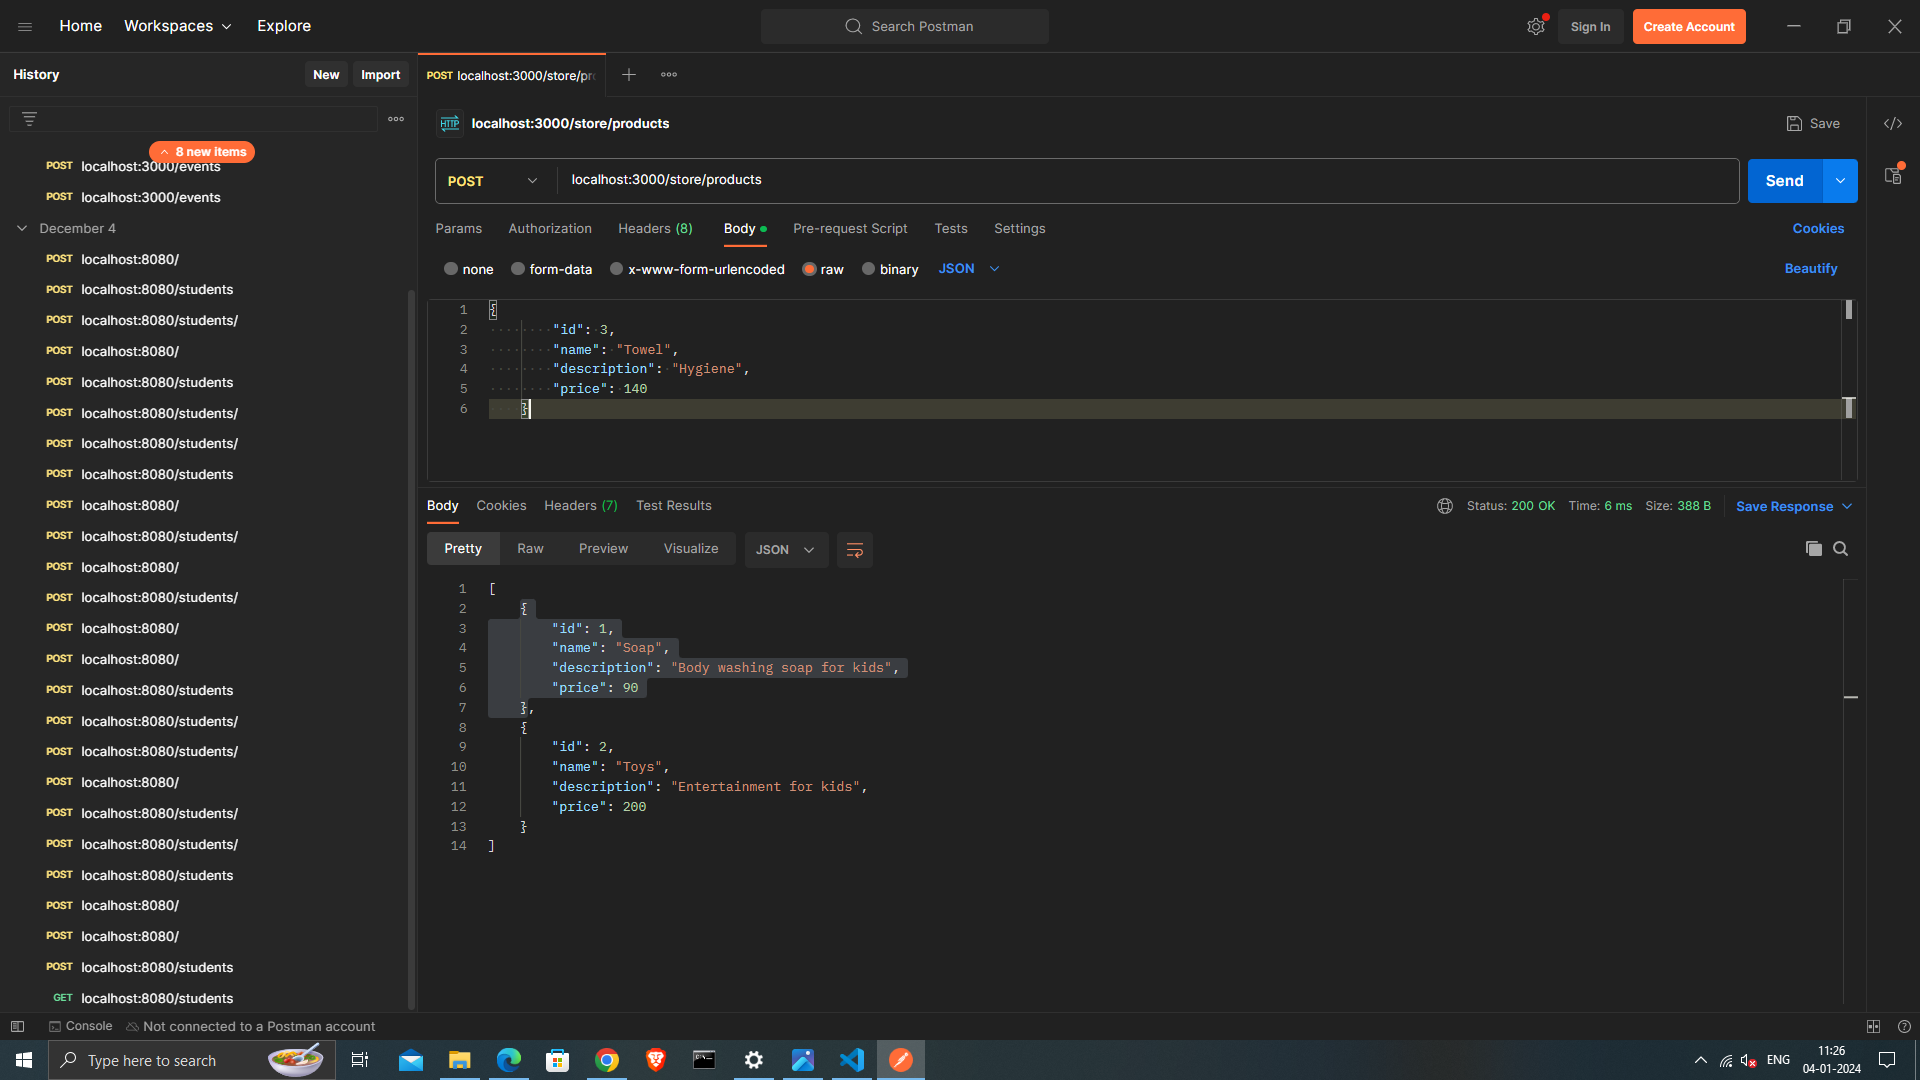 Home
Workspaces
Explore
Search Postman
Sign In
Create Account
History
New
Import
POST localhost:3000/store/pr
localhost:3000/store/products
Save
8 new items
POST localhost:3000/events
POST localhost:3000/events
December 4
POST localhost:8080/
POST localhost:8080/students
POST localhost:8080/students/
POST localhost:8080/
POST localhost:8080/students
POST localhost:8080/students/
POST localhost:8080/students/
POST localhost:8080/students
POST localhost:8080/
POST localhost:8080/students/
POST localhost:8080/
POST localhost:8080/students/
POST localhost:8080/
POST localhost:8080/
POST localhost:8080/students
POST localhost:8080/students/
POST localhost:8080/students/
POST localhost:8080/
POST localhost:8080/students/
POST localhost:8080/students/
POST localhost:8080/students
POST localhost:8080/
POST localhost:8080/
POST localhost:8080/students
GET localhost:8080/students
HTTP
POST
localhost:3000/store/products
Send
Params
Authorization
Headers (8)
Body
Pre-request Script
Tests
Settings
Cookies
none
form-data
x-www-form-urlencoded
raw
binary
JSON
Beautify
1 {
2 "id": 3,
3 "name": "Towel",
4 "description": "Hygiene",
5 "price": 140
6 }
Body
Cookies
Headers (7)
Test Results
Status: 200 OK
Time: 6 ms
Size: 388 B
Save Response
Pretty
Raw
Preview
Visualize
JSON
1 [
2 {
3 "id": 1,
4 "name": "Soap",
5 "description": "Body washing soap for kids",
6 "price": 90
7 },
8 {
9 "id": 2,
10 "name": "Toys",
11 "description": "Entertainment for kids",
12 "price": 200
13 }
14 ]
Console
Not connected to a Postman account
Type here to search
ENG
11:26
04-01-2024